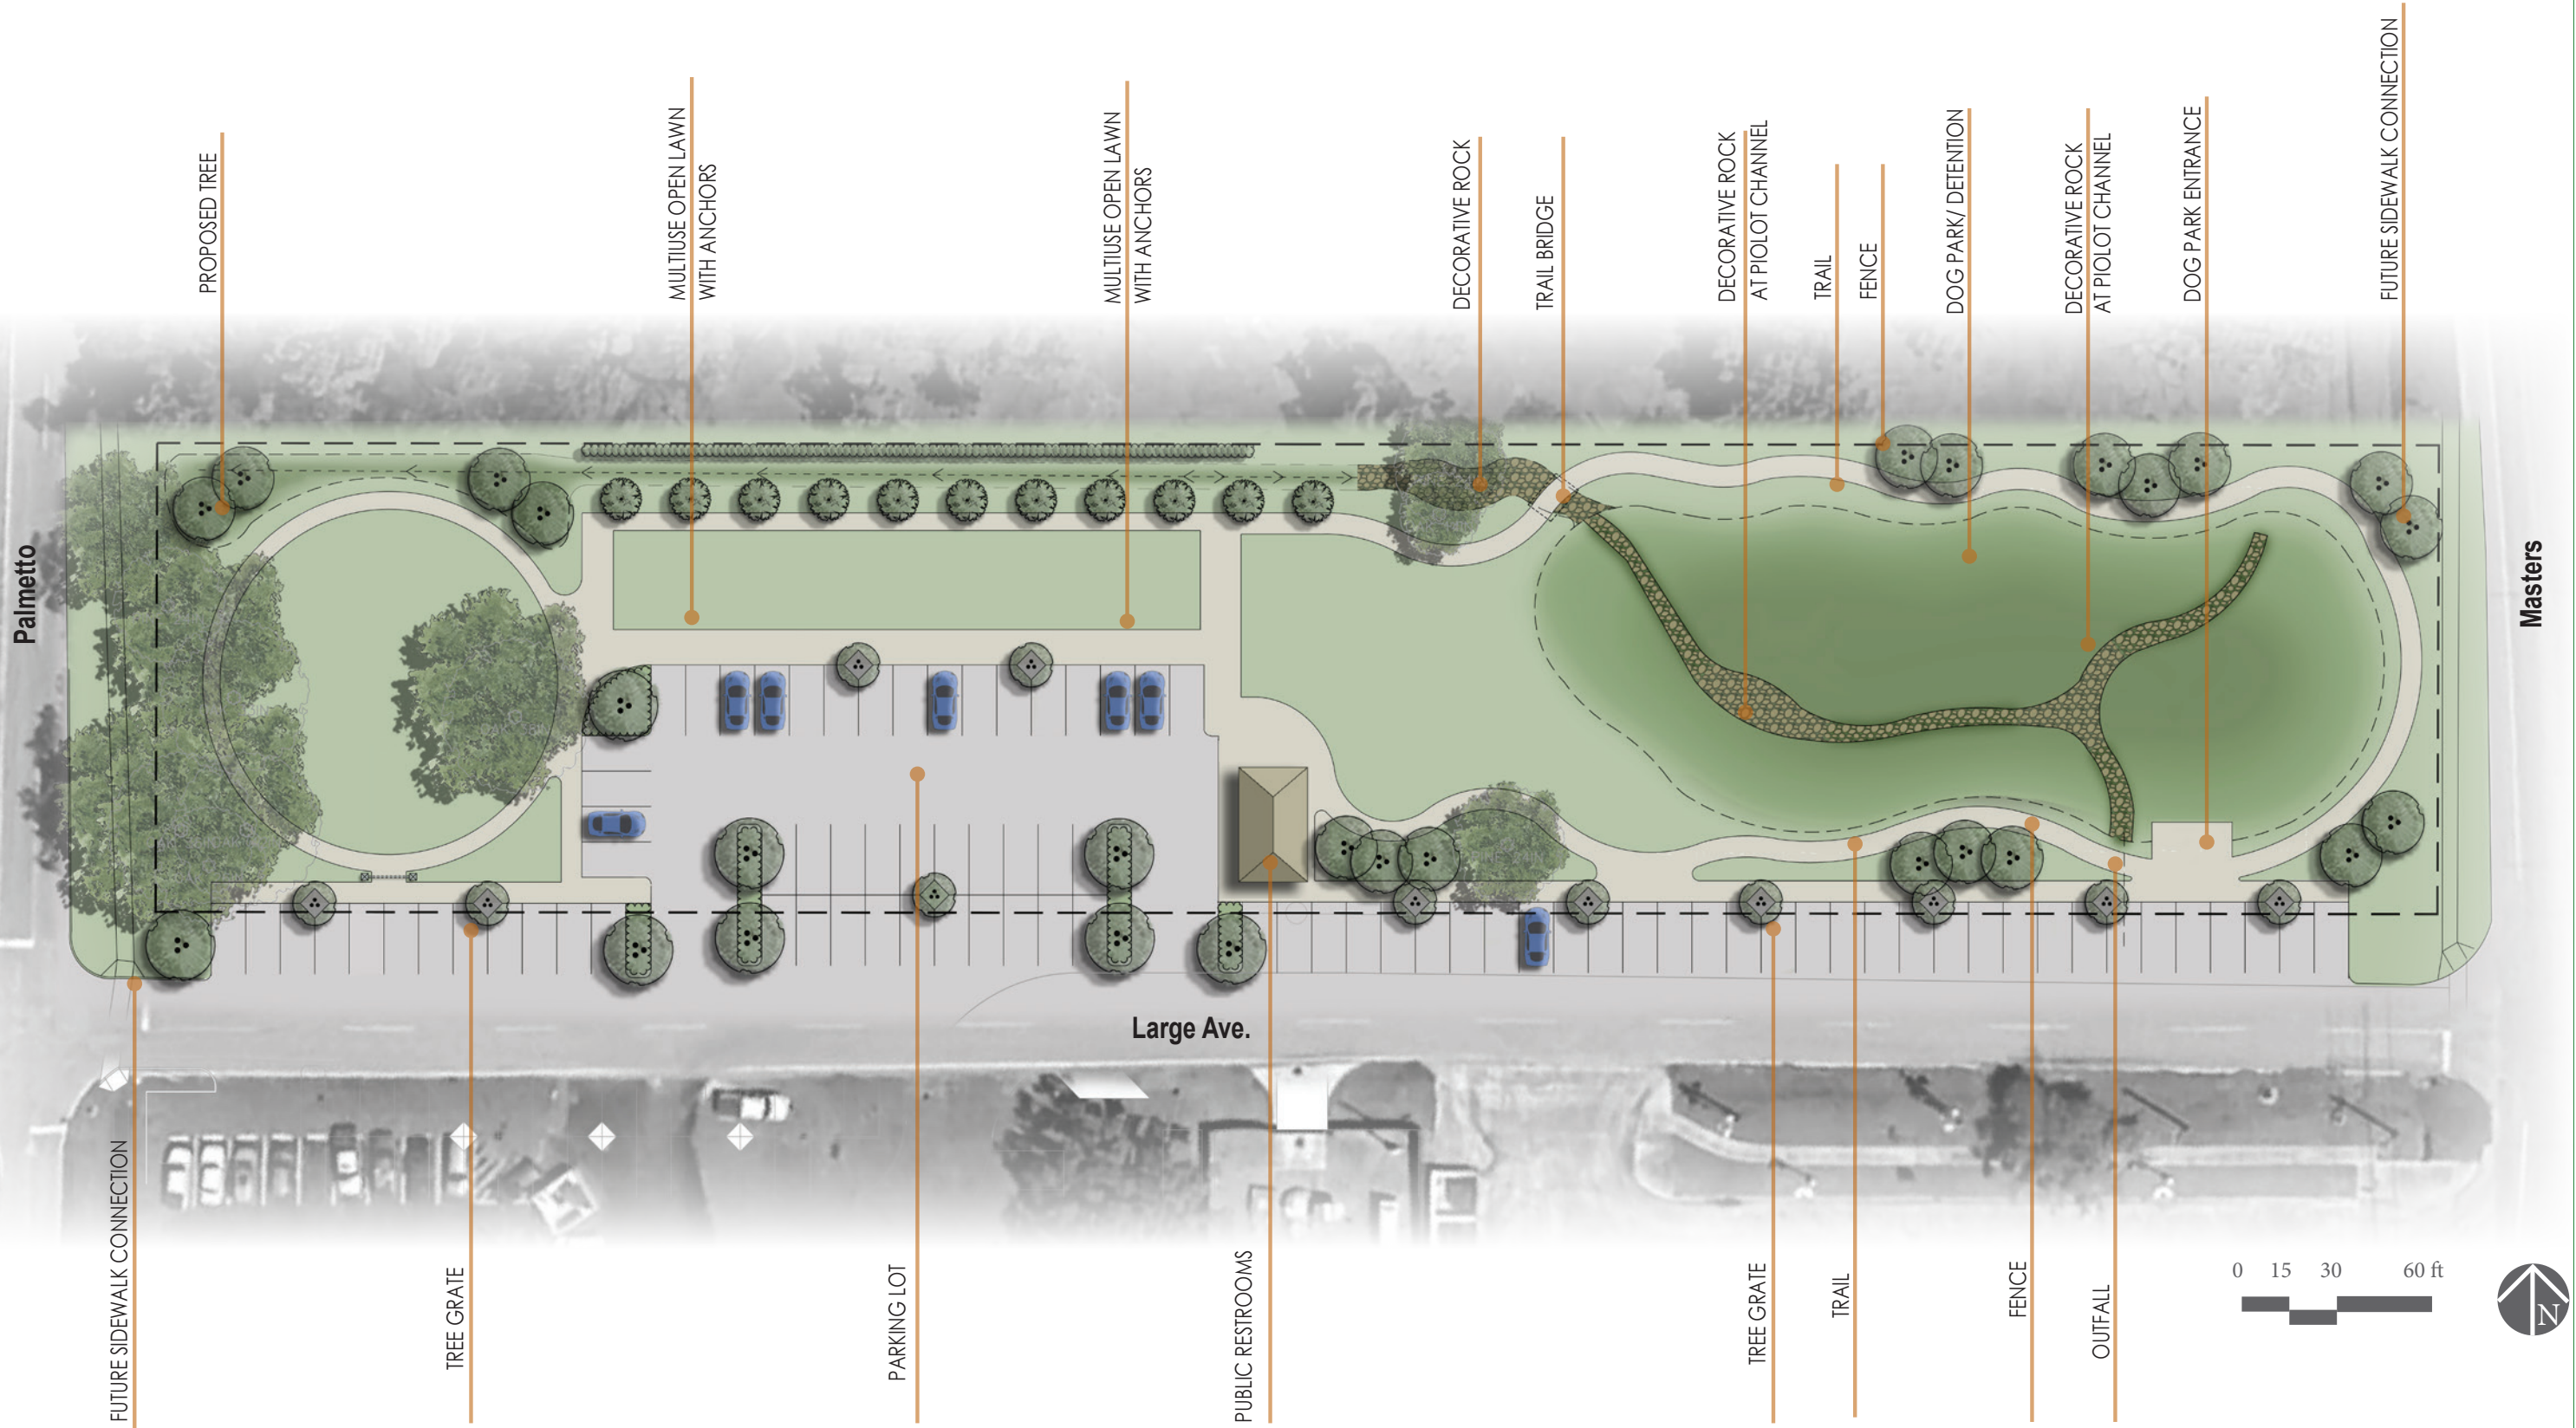 PROPOSED TREE
MULTIUSE OPEN LAWN
WITH ANCHORS
MULTIUSE OPEN LAWN
WITH ANCHORS
DECORATIVE ROCK
TRAIL BRIDGE
DECORATIVE ROCK
AT PIOLOT CHANNEL
TRAIL
FENCE
DOG PARK/ DETENTION
DECORATIVE ROCK
AT PIOLOT CHANNEL
DOG PARK ENTRANCE
FUTURE SIDEWALK CONNECTION
Palmetto
Masters
Large Ave.
FUTURE SIDEWALK CONNECTION
TREE GRATE
PARKING LOT
PUBLIC RESTROOMS
TREE GRATE
TRAIL
FENCE
OUTFALL
0 15 30 60 ft
N